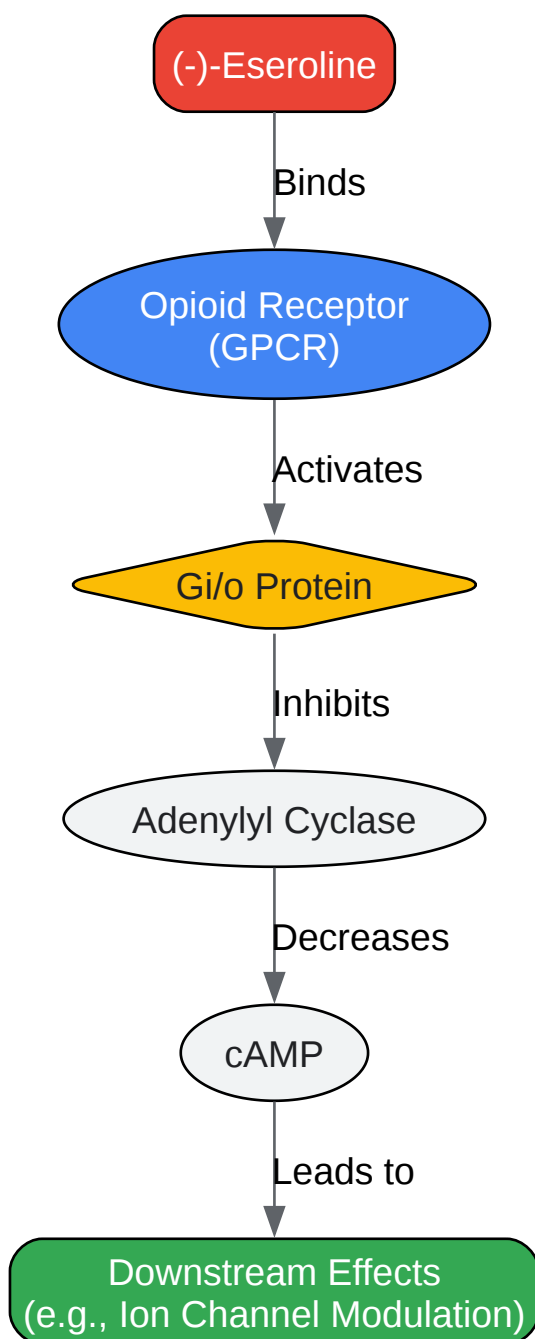 (-)-Eseroline
Binds
Opioid Receptor
(GPCR)
Activates
Gi/o Protein
Inhibits
Adenylyl Cyclase
Decreases
cAMP
Leads to
Downstream Effects
(e.g., Ion Channel Modulation)